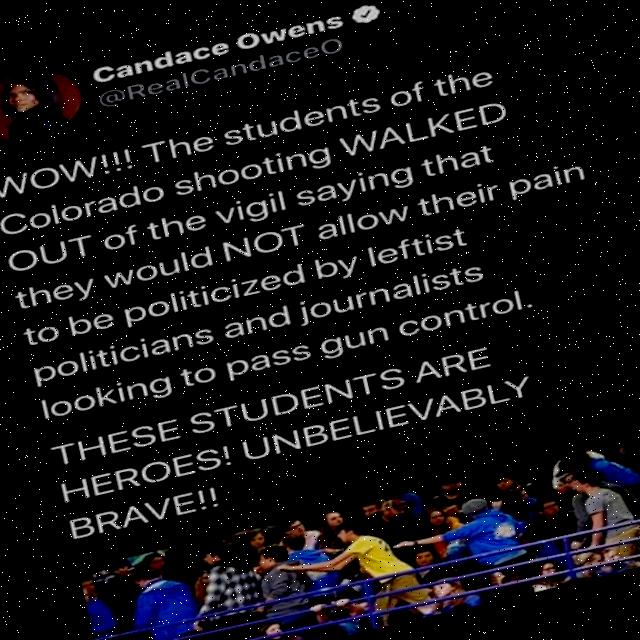 Candace Owens
@RealCandaceO
WOW!!! The students of the
Colorado shooting WALKED
OUT of the vigil saying that
they would NOT allow their pain
to be politicized by leftist
politicians and journalists
looking to pass gun control.
THESE STUDENTS ARE
HEROES! UNBELIEVABLY
BRAVE!!